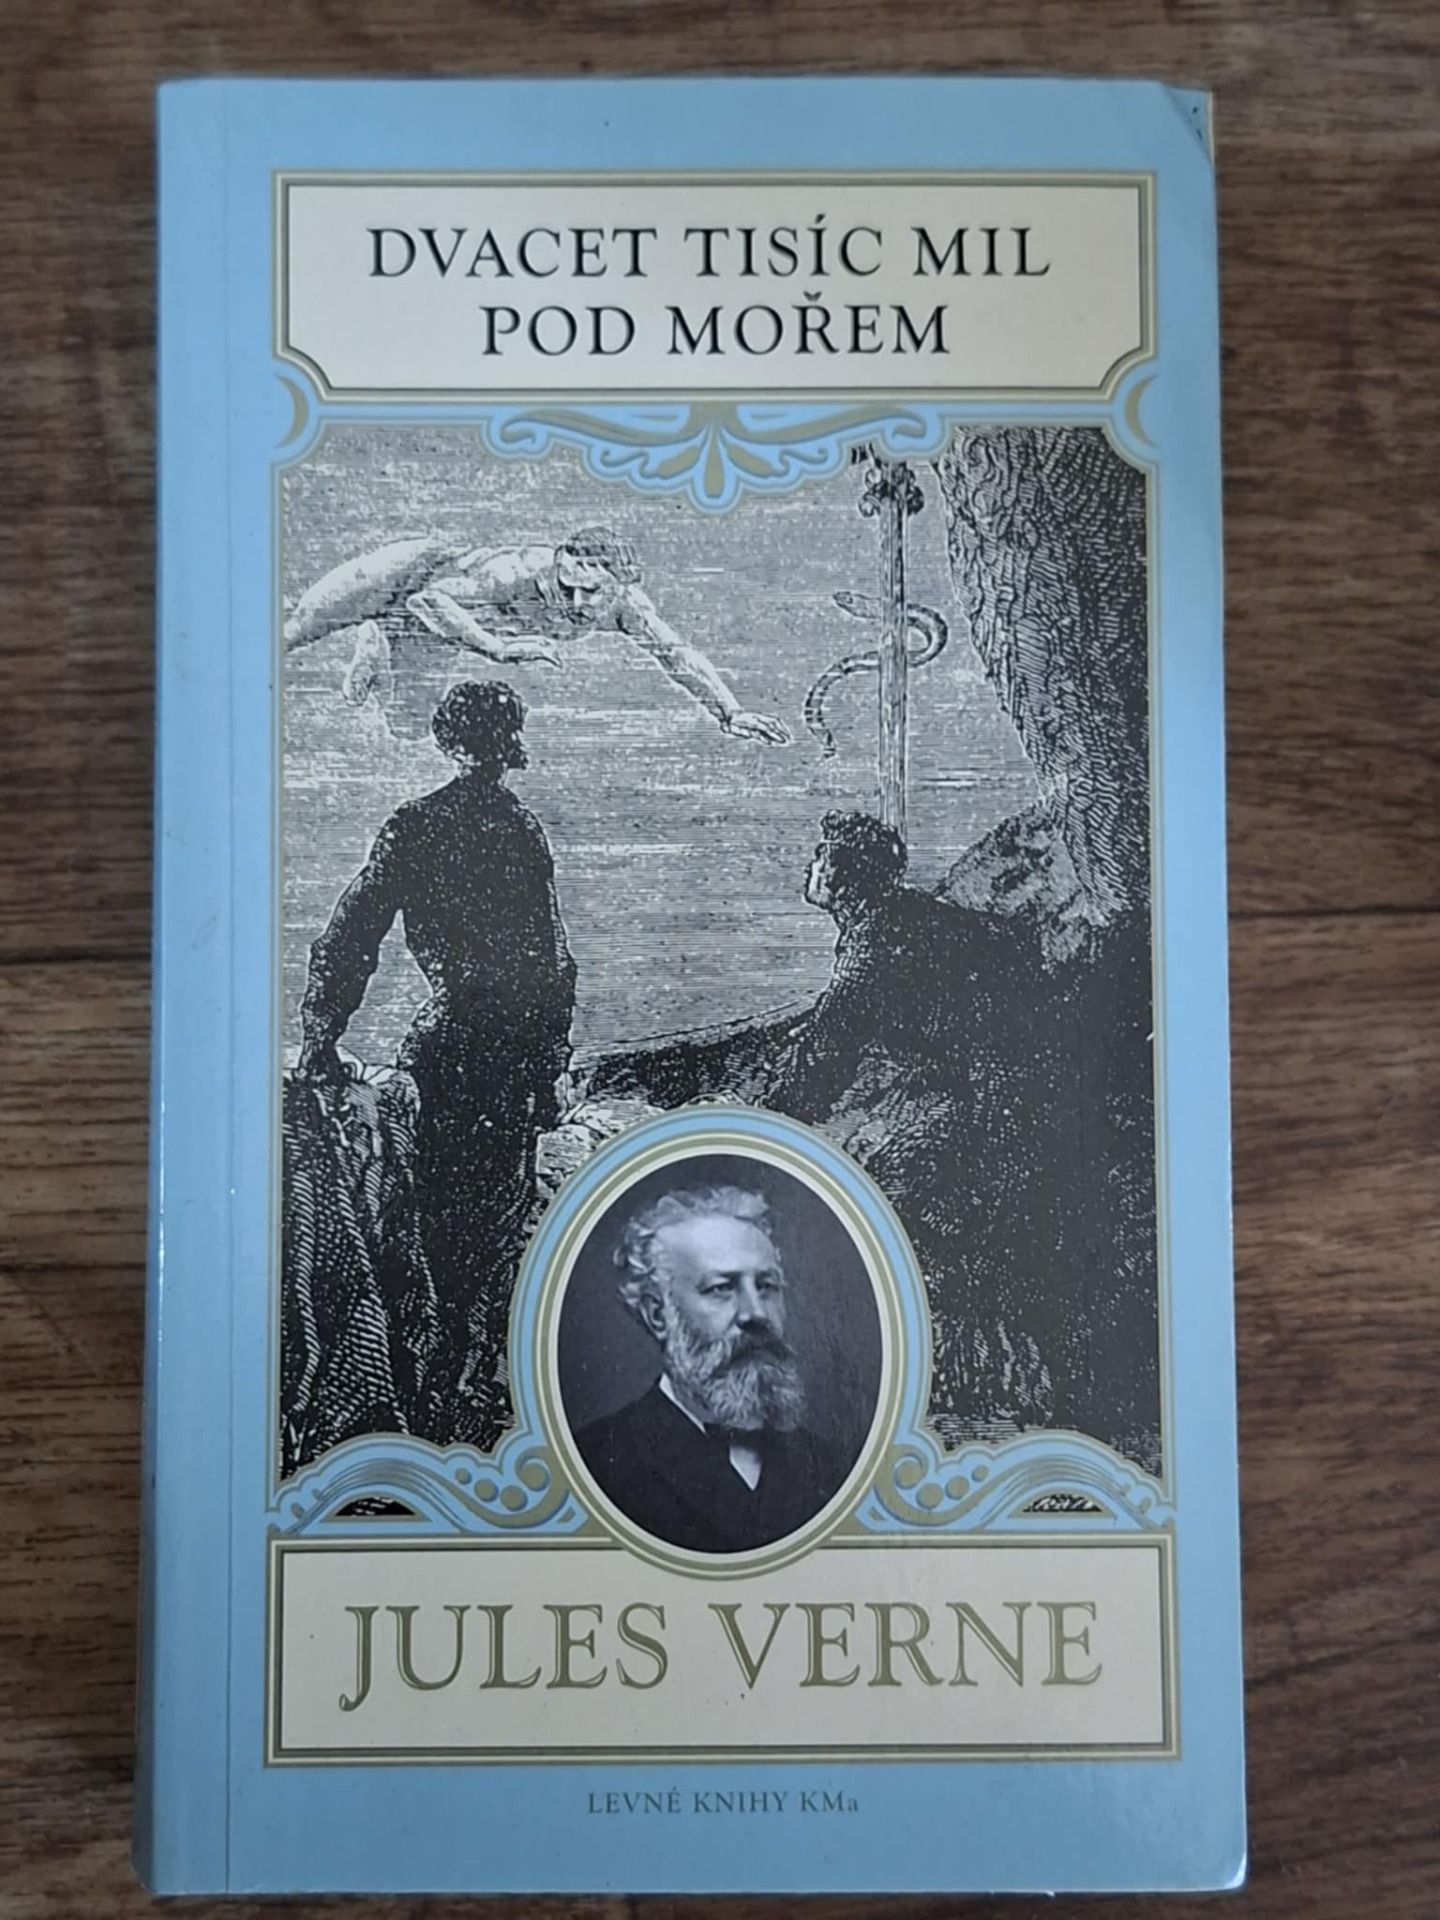 DVACET TISÍC MIL
POD MOŘEM
JULES VERNE
LEVNÉ KNIHY KMa